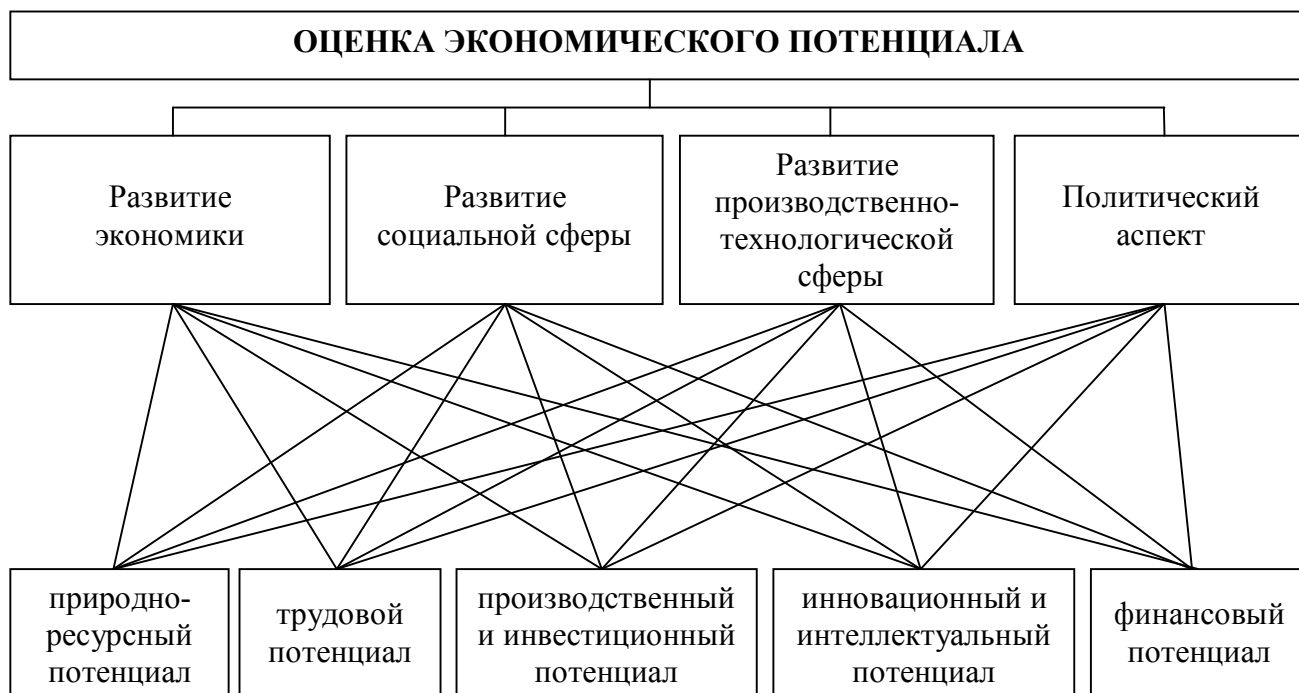 ОЦЕНКА ЭКОНОМИЧЕСКОГО ПОТЕНЦИАЛА
Развитие
экономики
Развитие
социальной сферы
Развитие
производственно-
технологической
сферы
Политический
аспект
природно-
ресурсный
потенциал
трудовой
потенциал
производственный
и инвестиционный
потенциал
инновационный и
интеллектуальный
потенциал
финансовый
потенциал